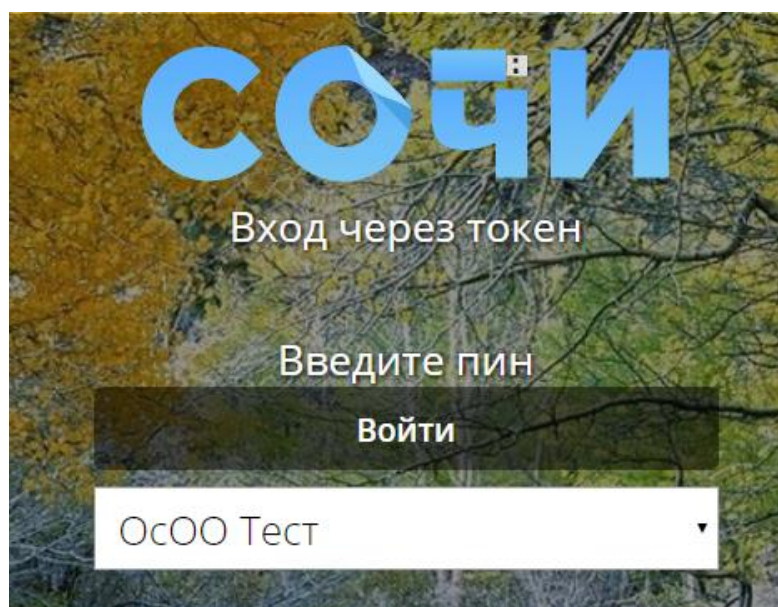 СОЧИ
Вход через токен
Введите пин
Войти
ОсОО Тест